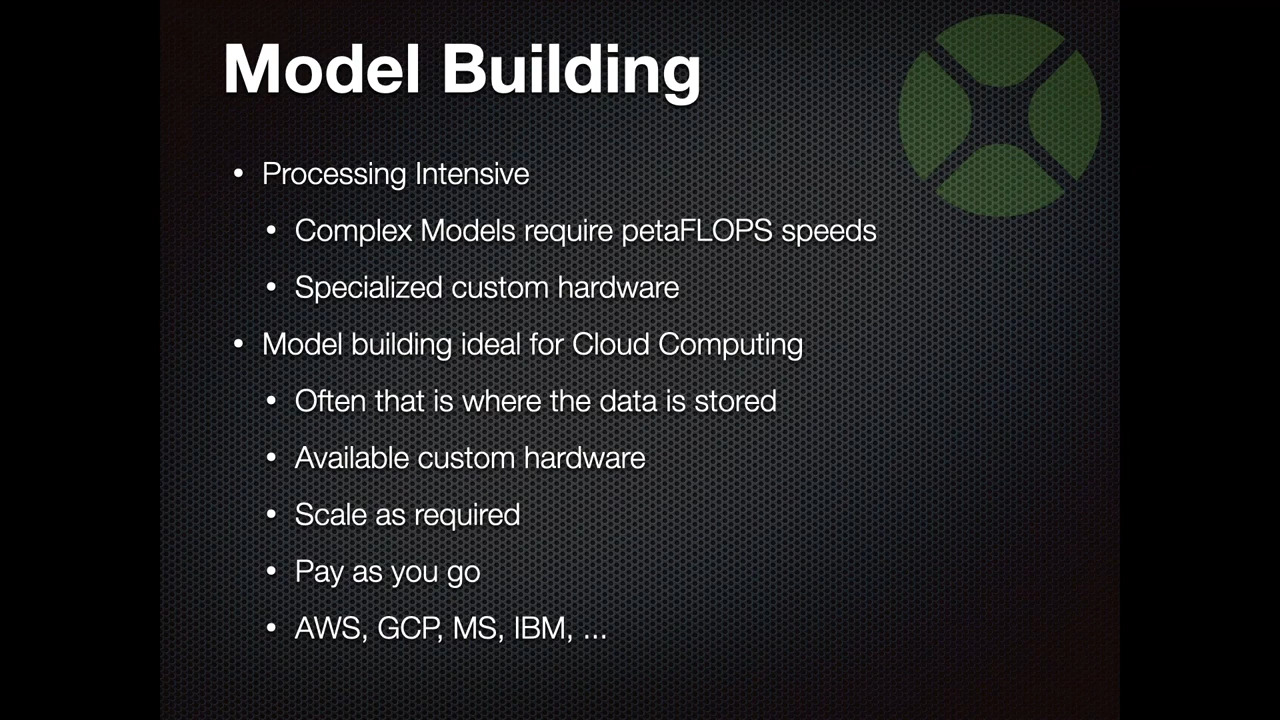 Model Building
• Processing Intensive
• Complex Models require petaFLOPS speeds
• Specialized custom hardware
• Model building ideal for Cloud Computing
• Often that is where the data is stored
• Available custom hardware
• Scale as required
• Pay as you go
• AWS, GCP, MS, IBM, ...